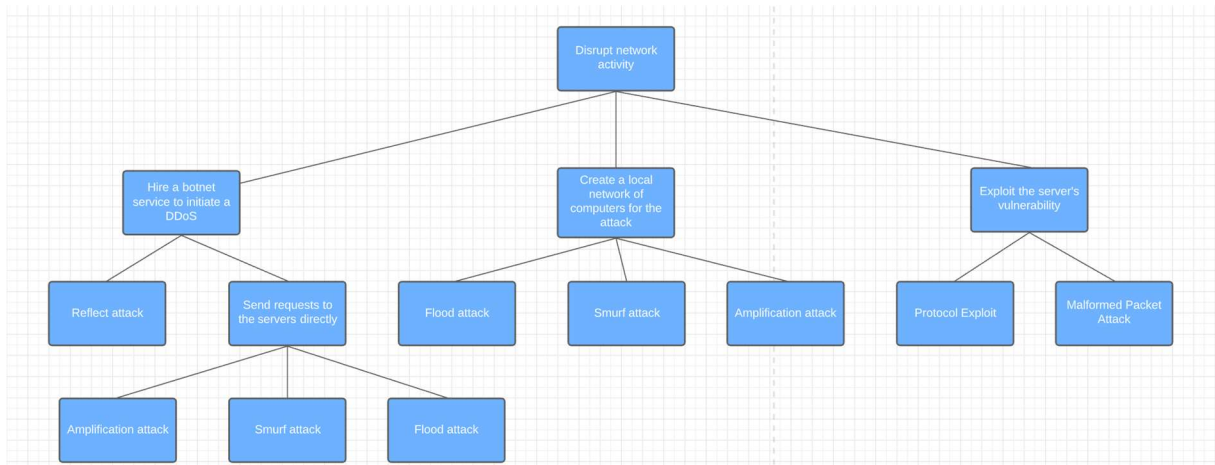 Disrupt network
activity
Hire a botnet
service to initiate a
DDoS
Create a local
network of
computers for the
attack
Exploit the server's
vulnerability
Reflect attack
Send requests to
the servers directly
Flood attack
Smurf attack
Amplification attack
Protocol Exploit
Malformed Packet
Attack
Amplification attack
Smurf attack
Flood attack